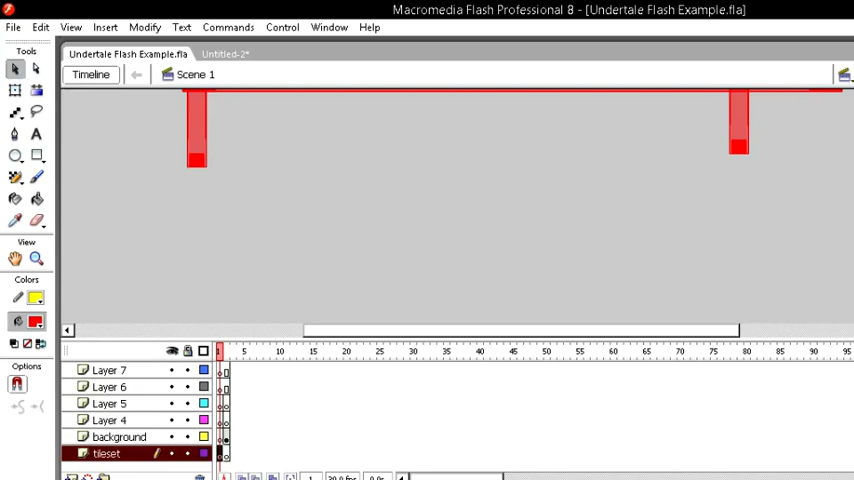 Macromedia Flash Professional 8 - [Undertale Flash Example.fla]
File Edit View Insert Modify Text Commands Control Window Help
Tools
Undertale Flash Example.fla Untitled-2*
Timeline Scene 1
View
Colors
Options
1 5 10 15 20 25 30 35 40 45 50 55 60 65 70 75 80 85 90 95
Layer 7
Layer 6
Layer 5
Layer 4
background
tileset
1 30.0 fps 0.0s